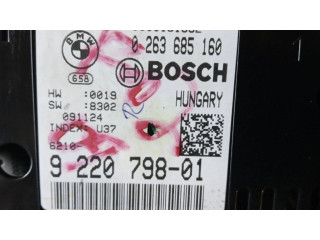 BMW
0 263 685 160
658
BOSCH
HW :0019
SW :8302
HUNGARY
091124
INDEX: U37
6210-
9 220 798-01